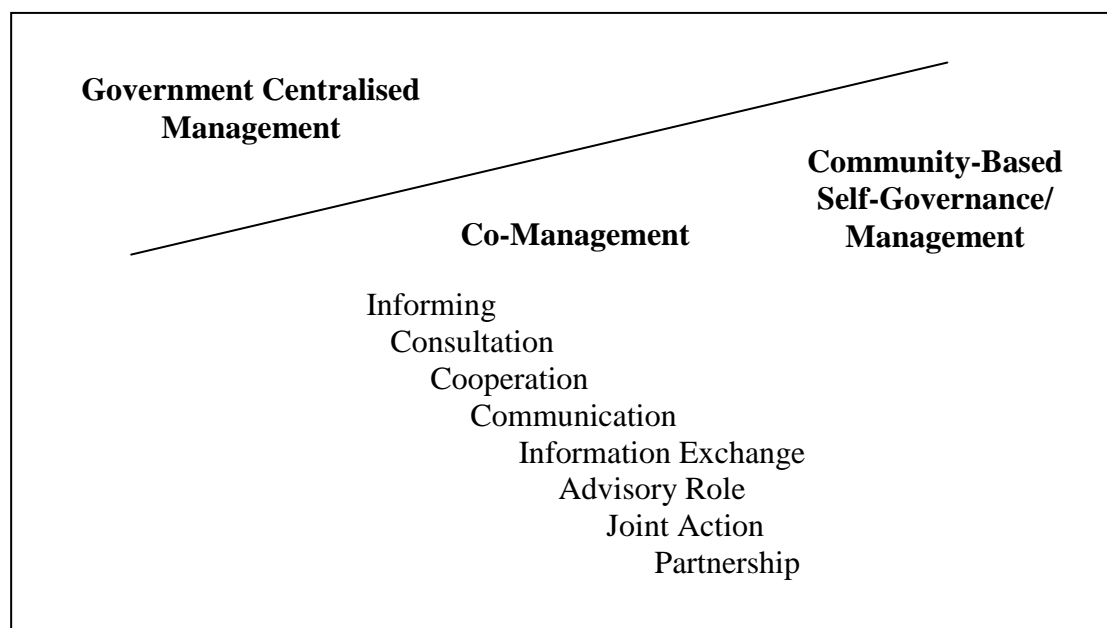 Government Centralised
Management
Community-Based
Self-Governance/
Management
Co-Management
Informing
Consultation
Cooperation
Communication
Information Exchange
Advisory Role
Joint Action
Partnership